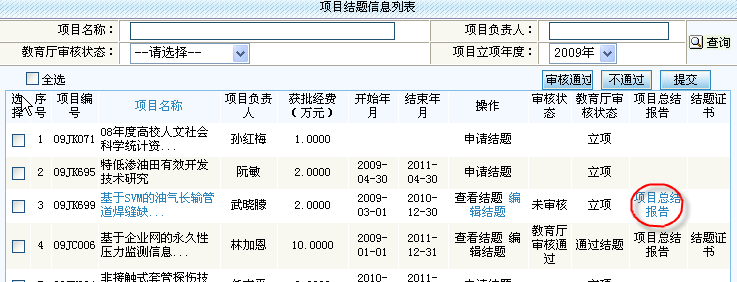 项目结题信息列表
项目名称： 项目负责人：
教育厅审核状态： --请选择-- 项目立项年度： 2009年 查询
全选 审核通过 不通过 提交
选择 序号 项目编号 项目名称 项目负责人 获批经费（万元） 开始年月 结束年月 操作 审核状态 教育厅审核状态 项目总结报告 结题证书
1 09JK071 08年度高校人文社会科学统计资... 孙红梅 1.0000 申请结题 立项
2 09JK695 特低渗油田有效开发技术研究 阮敏 2.0000 2009-04-30 2011-04-30 申请结题 立项
3 09JK699 基于SVM的油气长输管道焊缝缺... 武晓朦 2.0000 2009-03-01 2010-12-30 查看结题 编辑结题 未审核 立项 项目总结报告
4 09JC006 基于企业网的永久性压力监测信息... 林加恩 10.0000 2009-01-01 2011-12-31 查看结题 编辑结题 教育厅审核通过 通过结题 项目总结报告 结题证书
非接触式套管探伤技 2010- 2011-